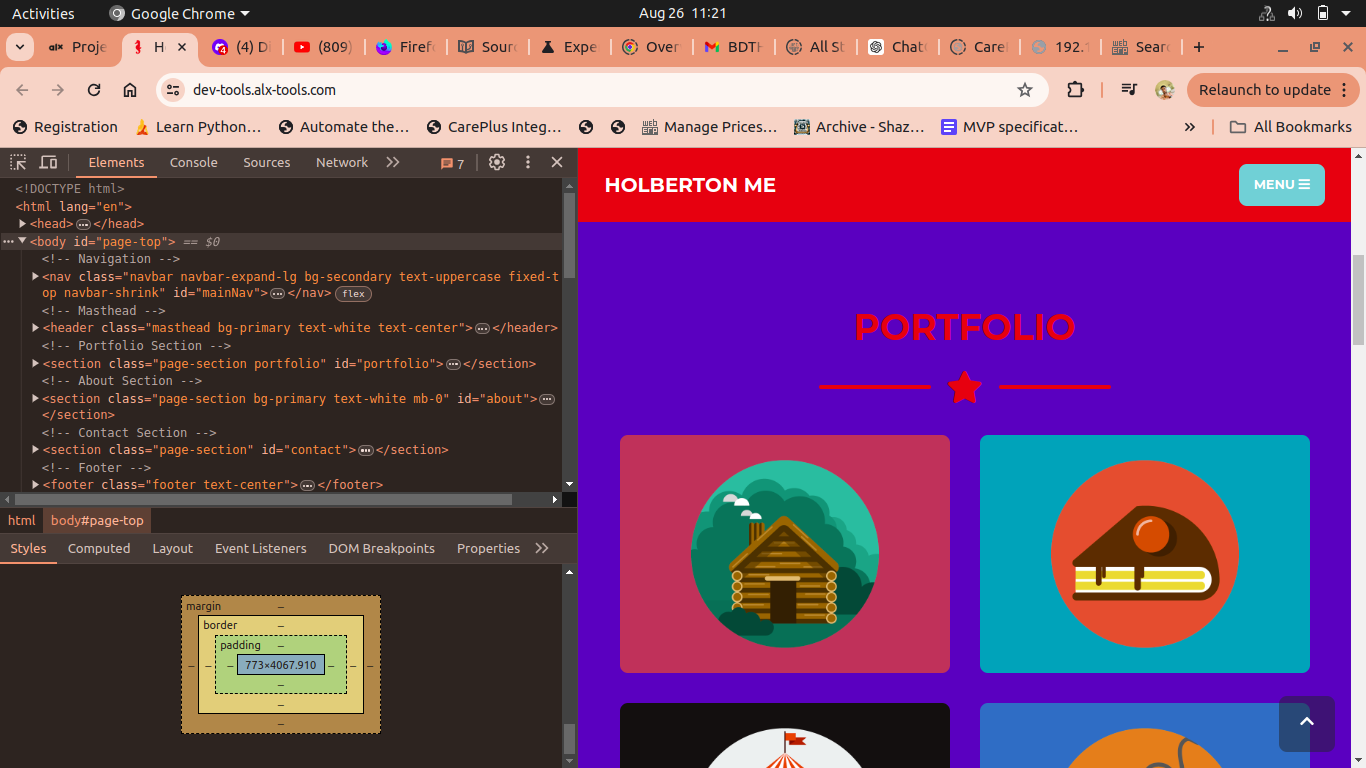 Activities Google Chrome Aug 26 11:21
Proje He (4) Di (809) Firef Sourc Expe Over BDTH All St Chat Carel 192.1 Searc
dev-tools.alx-tools.com Relaunch to update
Registration Learn Python… Automate the… CarePlus Integ… Manage Prices… Archive - Shaz… MVP specificat… All Bookmarks
Elements Console Sources Network 7
<!DOCTYPE html>
<html lang="en">
<head> … </head>
<body id="page-top"> == $0
<!-- Navigation -->
<nav class="navbar navbar-expand-lg bg-secondary text-uppercase fixed-t
op navbar-shrink" id="mainNav"> … </nav> flex
<!-- Masthead -->
<header class="masthead bg-primary text-white text-center"> … </header>
<!-- Portfolio Section -->
<section class="page-section portfolio" id="portfolio"> … </section>
<!-- About Section -->
<section class="page-section bg-primary text-white mb-0" id="about"> …
</section>
<!-- Contact Section -->
<section class="page-section" id="contact"> … </section>
<!-- Footer -->
<footer class="footer text-center"> … </footer>
html body#page-top
Styles Computed Layout Event Listeners DOM Breakpoints Properties
margin –
border –
padding –
– – – 773×4067.910 – – –
–
–
–
HOLBERTON ME
MENU
PORTFOLIO